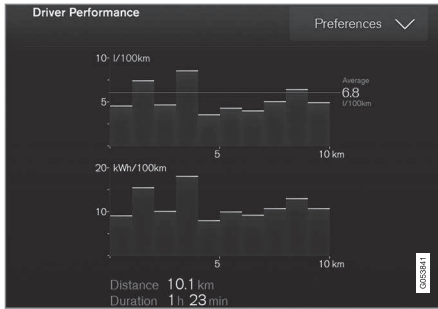 Driver Performance
Preferences
10 l/100km
Average
6.8
l/100km
5
5
10 km
20 kWh/100km
10
5
10 km
Distance 10.1 km
Duration 1 h 23 min
G053841